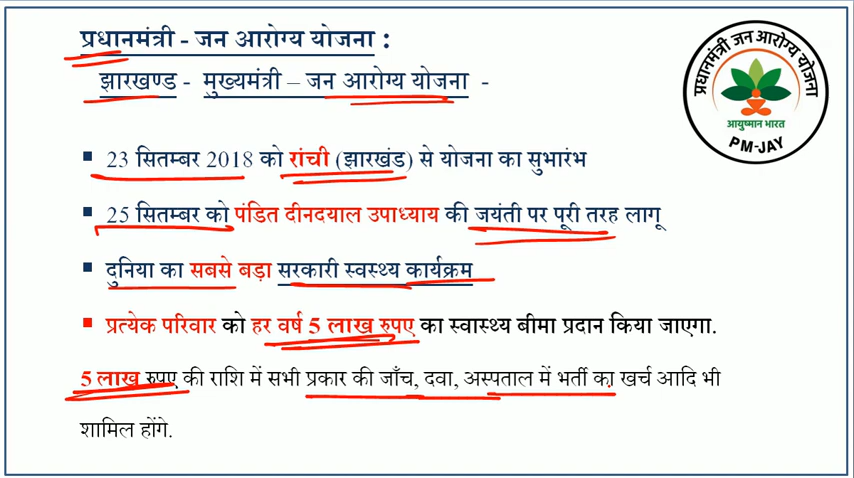 प्रधानमंत्री - जन आरोग्य योजना :
झारखण्ड - मुख्यमंत्री – जन आरोग्य योजना -
प्रधानमंत्री जन आरोग्य योजना
आयुष्मान भारत
PM-JAY
23 सितम्बर 2018 को रांची (झारखंड) से योजना का सुभारंभ
25 सितम्बर को पंडित दीनदयाल उपाध्याय की जयंती पर पूरी तरह लागू
दुनिया का सबसे बड़ा सरकारी स्वस्थ्य कार्यक्रम
प्रत्येक परिवार को हर वर्ष 5 लाख रुपए का स्वास्थ्य बीमा प्रदान किया जाएगा.
5 लाख रुपए की राशि में सभी प्रकार की जाँच, दवा, अस्पताल में भर्ती का खर्च आदि भी
शामिल होंगे.